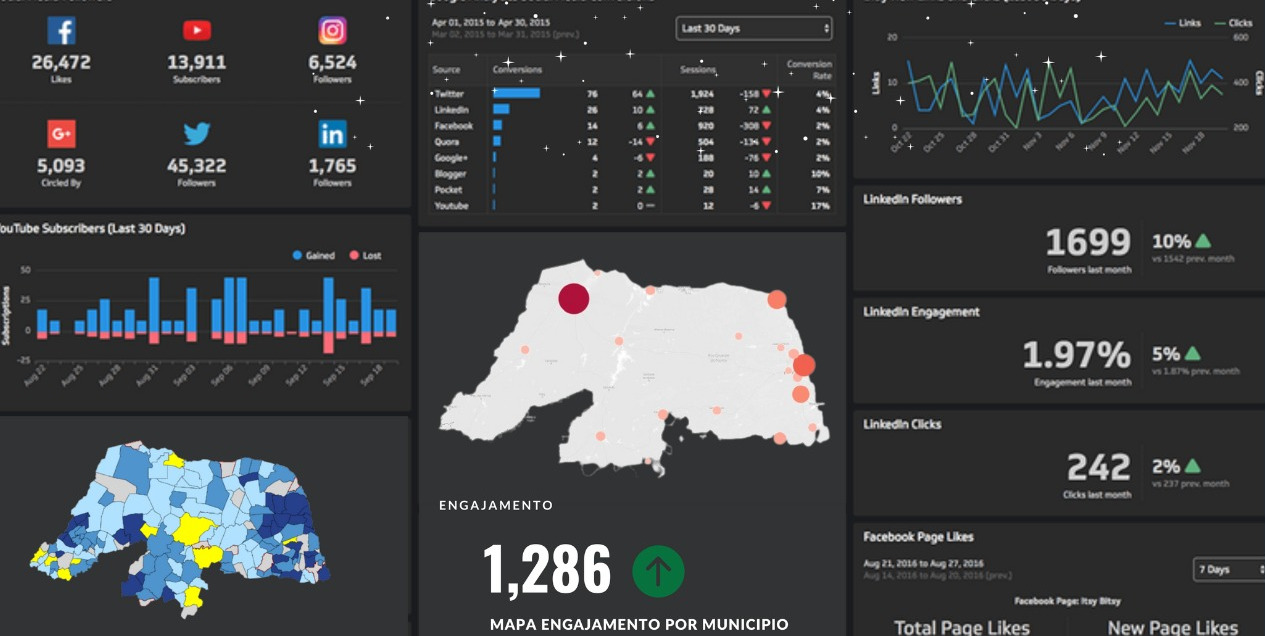 26,472
Likes
13,911
Subscribers
6,524
Followers
G+
5,093
Circled By
45,322
Followers
in
1,765
Followers
YouTube Subscribers (Last 30 Days)
Gained Lost
50
25
0
-25
Subscriptions
Aug 22 Aug 25 Aug 28 Aug 31 Sep 03 Sep 06 Sep 09 Sep 12 Sep 15 Sep 18
Apr 01, 2015 to Apr 30, 2015
Mar 02, 2015 to Mar 31, 2015 [prev.]
Last 30 Days
Source Conversions Sessions Conversion Rate
Twitter 76 64 1,924 -158 4%
LinkedIn 26 10 728 72 4%
Facebook 14 6 920 -308 2%
Quora 12 -14 504 -134 2%
Google+ 4 -6 188 -76 2%
Blogger 2 2 20 10 10%
Pocket 2 2 28 14 7%
Youtube 2 0 12 -6 17%
ENGAJAMENTO
1,286
MAPA ENGAJAMENTO POR MUNICIPIO
Links Clicks
20 600
10 400
0 200
Links
Clicks
Oct 22 Oct 25 Oct 28 Oct 31 Nov 3 Nov 6 Nov 9 Nov 12 Nov 15 Nov 18
LinkedIn Followers
1699
Followers last month
10%
vs 1542 prev. month
LinkedIn Engagement
1.97%
Engagement last month
5%
vs 1.87% prev. month
LinkedIn Clicks
242
Clicks last month
2%
vs 237 prev. month
Facebook Page Likes
Aug 21, 2016 to Aug 27, 2016
Aug 14, 2016 to Aug 20, 2016 [prev]
7 Days
Facebook Page: Itsy Bitsy
Total Page Likes New Page Likes